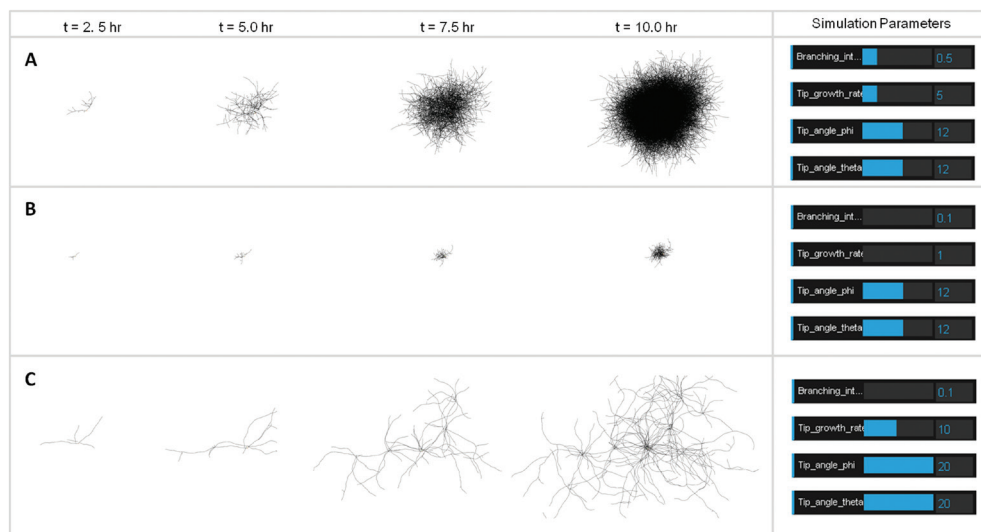 t = 2. 5 hr t = 5.0 hr t = 7.5 hr t = 10.0 hr Simulation Parameters
A
Branching_int... 0.5
Tip_growth_rate 5
Tip_angle_phi 12
Tip_angle_theta 12
B
Branching_int... 0.1
Tip_growth_rate 1
Tip_angle_phi 12
Tip_angle_theta 12
C
Branching_int... 0.1
Tip_growth_rate 10
Tip_angle_phi 20
Tip_angle_theta 20